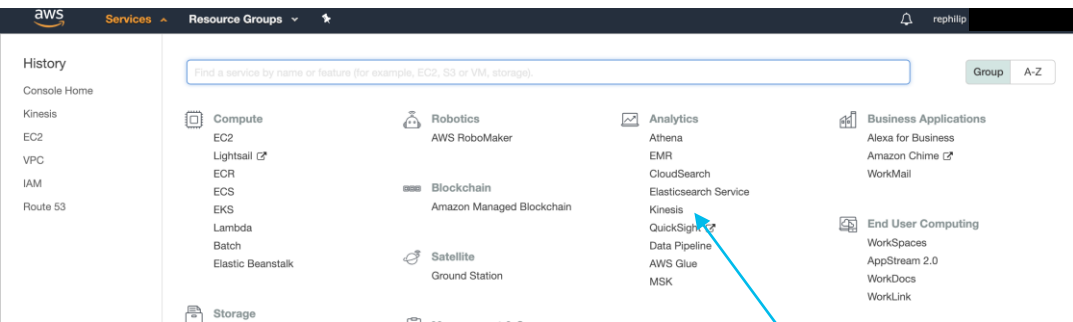 aws
Services
Resource Groups
rephilip
History
Console Home
Kinesis
EC2
VPC
IAM
Route 53
Find a service by name or feature (for example, EC2, S3 or VM, storage).
Group
A-Z
Compute
EC2
Lightsail
ECR
ECS
EKS
Lambda
Batch
Elastic Beanstalk
Storage
Robotics
AWS RoboMaker
Blockchain
Amazon Managed Blockchain
Satellite
Ground Station
Analytics
Athena
EMR
CloudSearch
Elasticsearch Service
Kinesis
QuickSight
Data Pipeline
AWS Glue
MSK
Business Applications
Alexa for Business
Amazon Chime
WorkMail
End User Computing
WorkSpaces
AppStream 2.0
WorkDocs
WorkLink